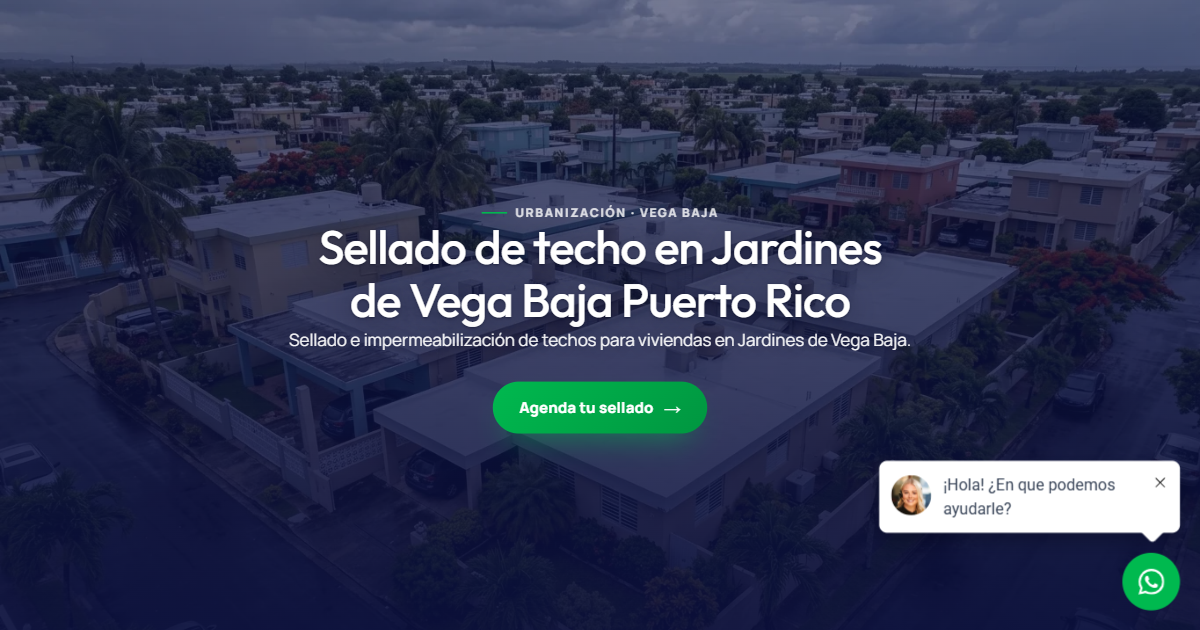 URBANIZACIÓN · VEGA BAJA
Sellado de techo en Jardines
de Vega Baja Puerto Rico
Sellado e impermeabilización de techos para viviendas en Jardines de Vega Baja.
Agenda tu sellado →
¡Hola! ¿En que podemos
ayudarle?